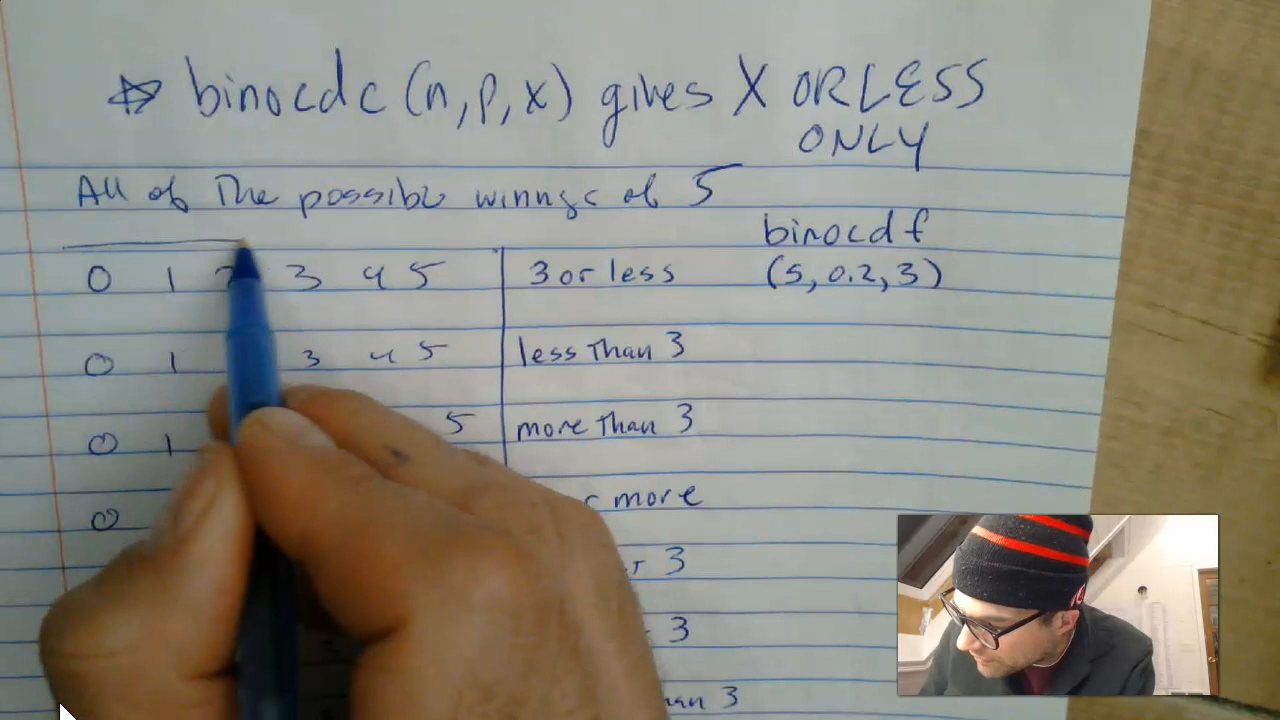 ☆ binocdc (n, p, x) gives X OR LESS
ONLY
All of The possible winngs of 5
binocdf
0 1 2 3 4 5 3 or less (5, 0.2, 3)
0 1 3 4 5 less Than 3
0 1 5 more Than 3
0 more
3
3
3